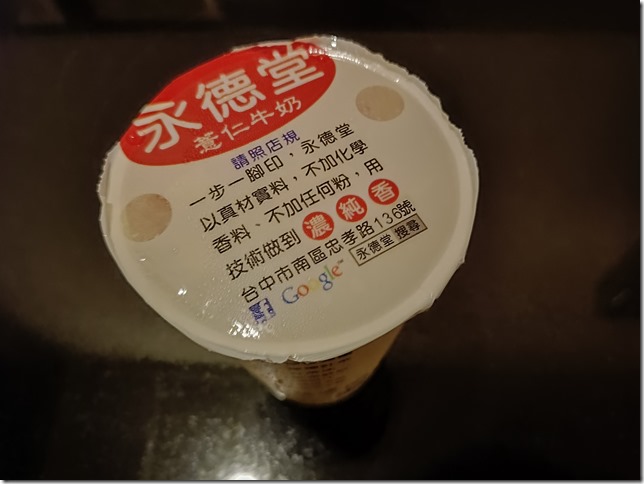 永德堂
薏仁牛奶
請照店規
一步一腳印，永德堂
以真材實料，不加化學
香料、不加任何粉，用
技術做到 濃 純 香
台中市南區忠孝路136號
Google™ 永德堂 搜尋